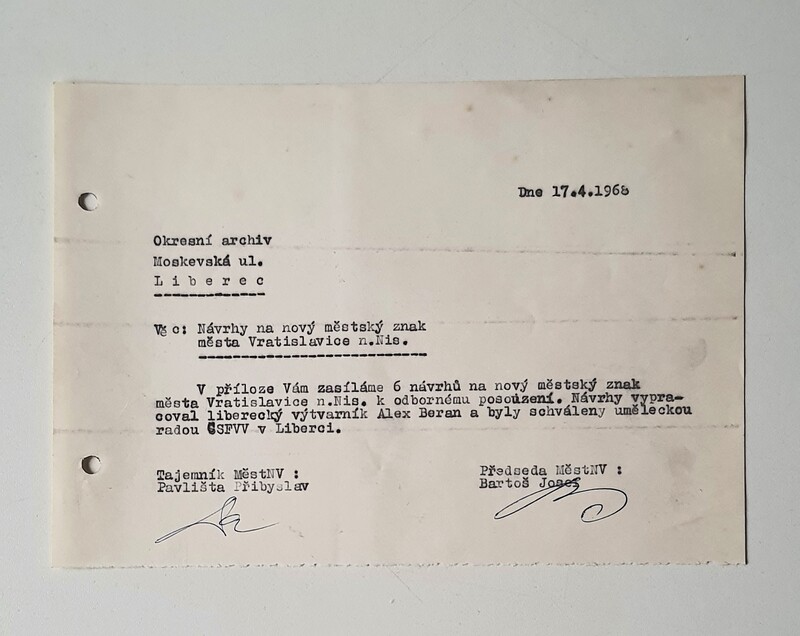 Dne 17.4.1968
Okresní archiv
Moskevská ul.
L i b e r e c
Vg c: Návrhy na nový městský znak
města Vratislavice n.Nis.
V příloze Vám zasíláme 6 návrhů na nový městský znak
města Vratislavice n.Nis. k odbornému posouzení. Návrhy vypra-
coval liberecký výtvarník Alex Beran a byly schváleny uměleckou
radou ČSFVV v Liberci.
Tajemník MěstNV :
Pavlišta Přibyslav
Předseda MěstNV :
Bartoš Josef